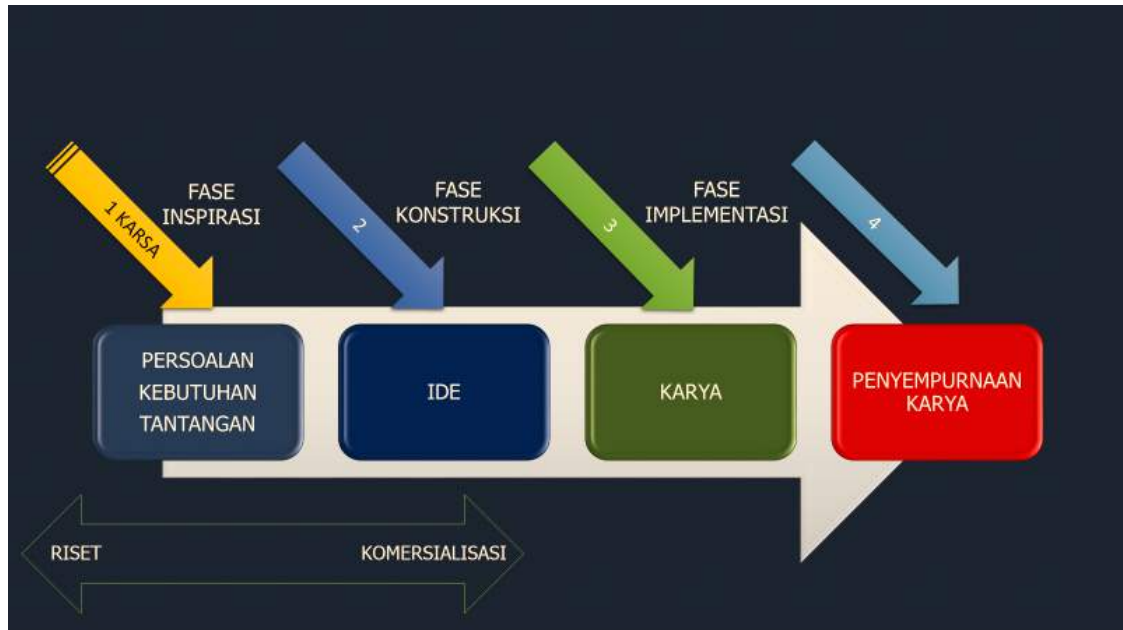 1 KARSA
FASE
INSPIRASI
2
FASE
KONSTRUKSI
3
FASE
IMPLEMENTASI
4
PERSOALAN
KEBUTUHAN
TANTANGAN
IDE
KARYA
PENYEMPURNAAN
KARYA
RISET
KOMERSIALISASI